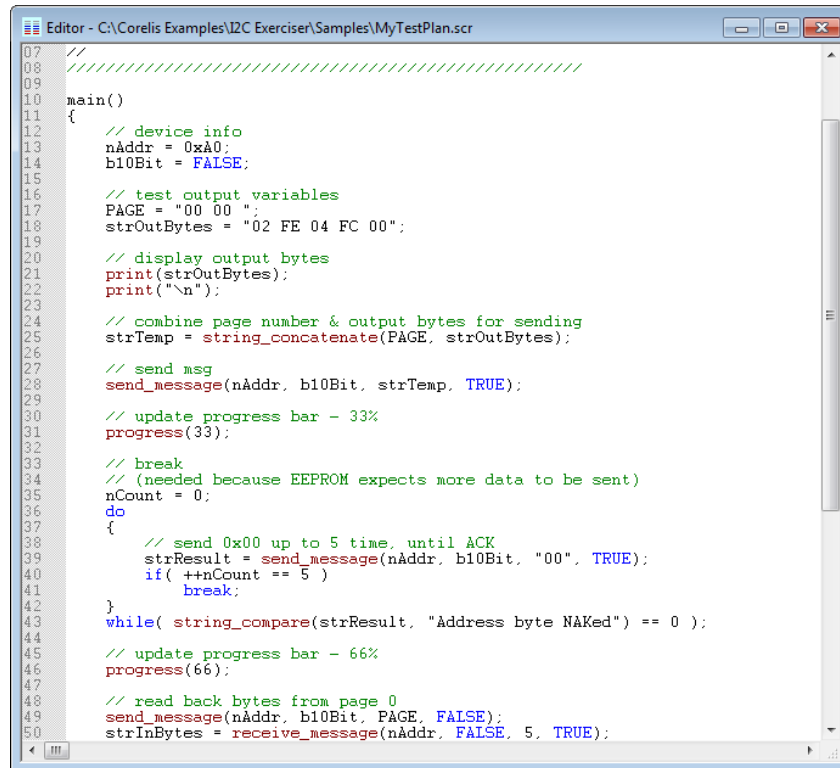 Editor - C:\Corelis Examples\I2C Exerciser\Samples\MyTestPlan.scr
07 //
08 /////////////////////////////////////////////////////
09
10 main()
11 {
12     // device info
13     nAddr = 0xA0;
14     b10Bit = FALSE;
15
16     // test output variables
17     PAGE = "00 00 ";
18     strOutBytes = "02 FE 04 FC 00";
19
20     // display output bytes
21     print(strOutBytes);
22     print("\n");
23
24     // combine page number & output bytes for sending
25     strTemp = string_concatenate(PAGE, strOutBytes);
26
27     // send msg
28     send_message(nAddr, b10Bit, strTemp, TRUE);
29
30     // update progress bar - 33%
31     progress(33);
32
33     // break
34     // (needed because EEPROM expects more data to be sent)
35     nCount = 0;
36     do
37     {
38         // send 0x00 up to 5 time, until ACK
39         strResult = send_message(nAddr, b10Bit, "00", TRUE);
40         if( ++nCount == 5 )
41             break;
42     }
43     while( string_compare(strResult, "Address byte NAKed") == 0 );
44
45     // update progress bar - 66%
46     progress(66);
47
48     // read back bytes from page 0
49     send_message(nAddr, b10Bit, PAGE, FALSE);
50     strInBytes = receive_message(nAddr, FALSE, 5, TRUE);